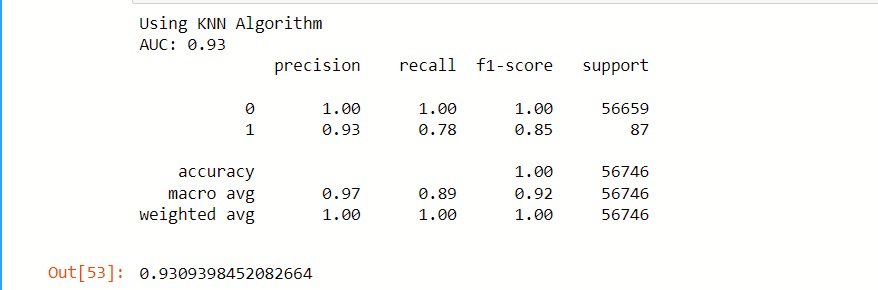 Using KNN Algorithm
AUC: 0.93
precision recall f1-score support
0 1.00 1.00 1.00 56659
1 0.93 0.78 0.85 87
accuracy 1.00 56746
macro avg 0.97 0.89 0.92 56746
weighted avg 1.00 1.00 1.00 56746
Out[53]: 0.9309398452082664